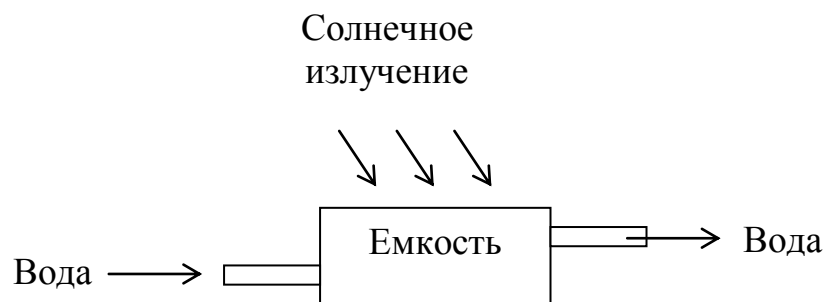 Солнечное
излучение
Емкость
Вода
Вода